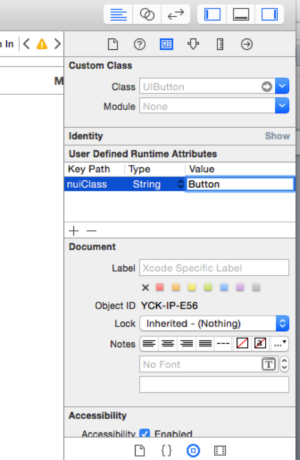 In
M
Custom Class
Class UIButton
Module None
Identity Show
User Defined Runtime Attributes
Key Path Type Value
nuiClass String Button
+ −
Document
Label Xcode Specific Label
Object ID YCK-IP-E56
Lock Inherited - (Nothing)
Notes
No Font T
Accessibility
Accessibility Enabled